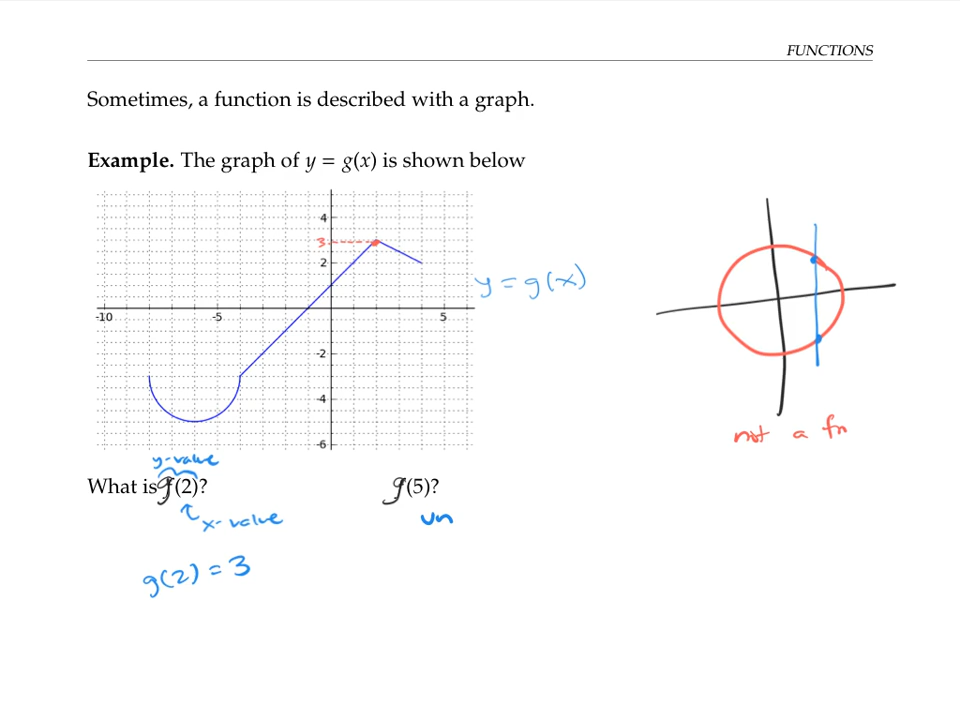 FUNCTIONS
Sometimes, a function is described with a graph.
Example. The graph of y = g(x) is shown below
4
3
2
-10 -5 5
-2
-4
-6
y = g(x)
not a fn
y-value
What is g(2)? g(5)?
x-value un
g(2) = 3